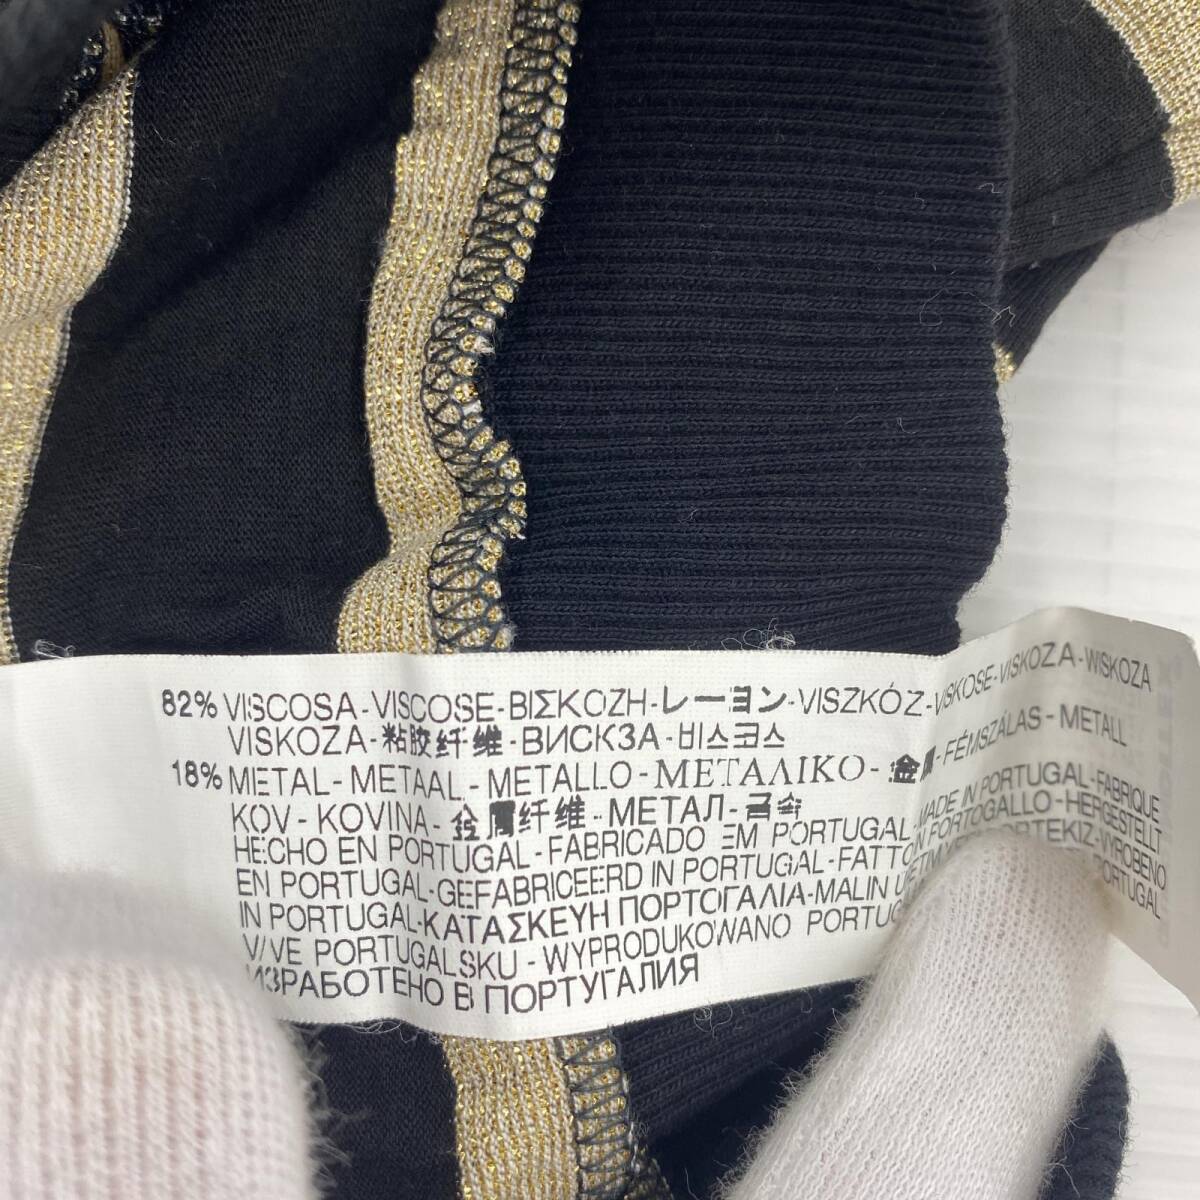 82% VISCOSA-VISCOSE-ΒΙΣΚΟΖΗ-レーヨン-VISZKÓZ-VISKOSE-VISKOZA-WISKOZA
VISKOZA-粘胶纤维-ВИСКЗА-비스코스
18% METAL-METAAL-METALLO-ΜΕΤΑΛΙΚΟ-金属-FÉMSZÁLAS-METALL
KOV-KOVINA-金属纤维-МЕТАЛ-금속
HECHO EN PORTUGAL-FABRICADO EM PORTUGAL-MADE IN PORTUGAL-FABRIQUE
EN PORTUGAL-GEFABRICEERD IN PORTUGAL-FATTO IN PORTOGALLO-HERGESTELLT
IN PORTUGAL-ΚΑΤΑΣΚΕΥΗ ΠΟΡΤΟΓΑΛΙΑ-MALIN PORTEKIZ-WYROBENO
V/VE PORTUGALSKU-WYPRODUKOWANO PORTUGAL
ИЗРАБОТЕНО В ПОРТУГАЛИЯ